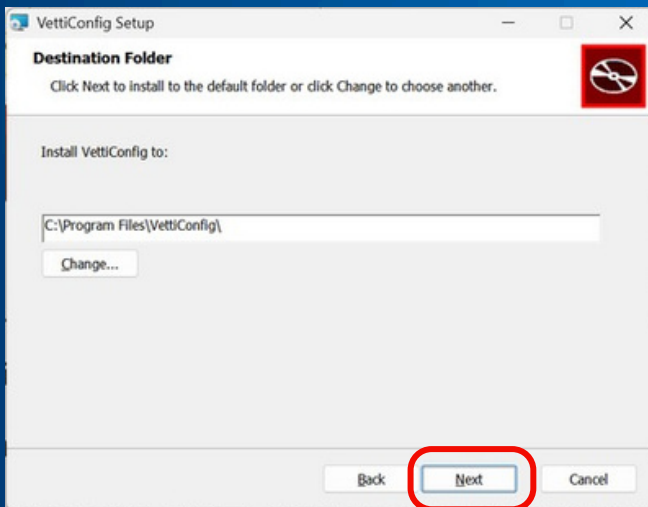 VettiConfig Setup
Destination Folder
Click Next to install to the default folder or click Change to choose another.
Install VettiConfig to:
C:\Program Files\VettiConfig\
Change...
Back Next Cancel